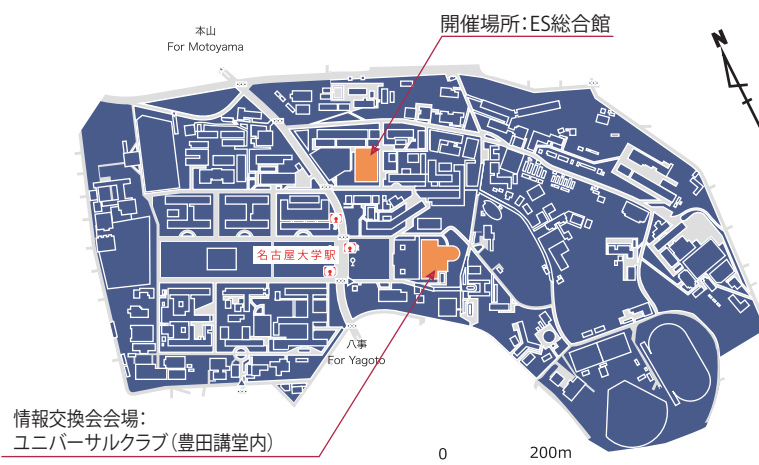 開催場所：ES総合館
本山
For Motoyama
N
名古屋大学駅
八事
For Yagoto
情報交換会会場：
ユニバーサルクラブ（豊田講堂内）
0 200m